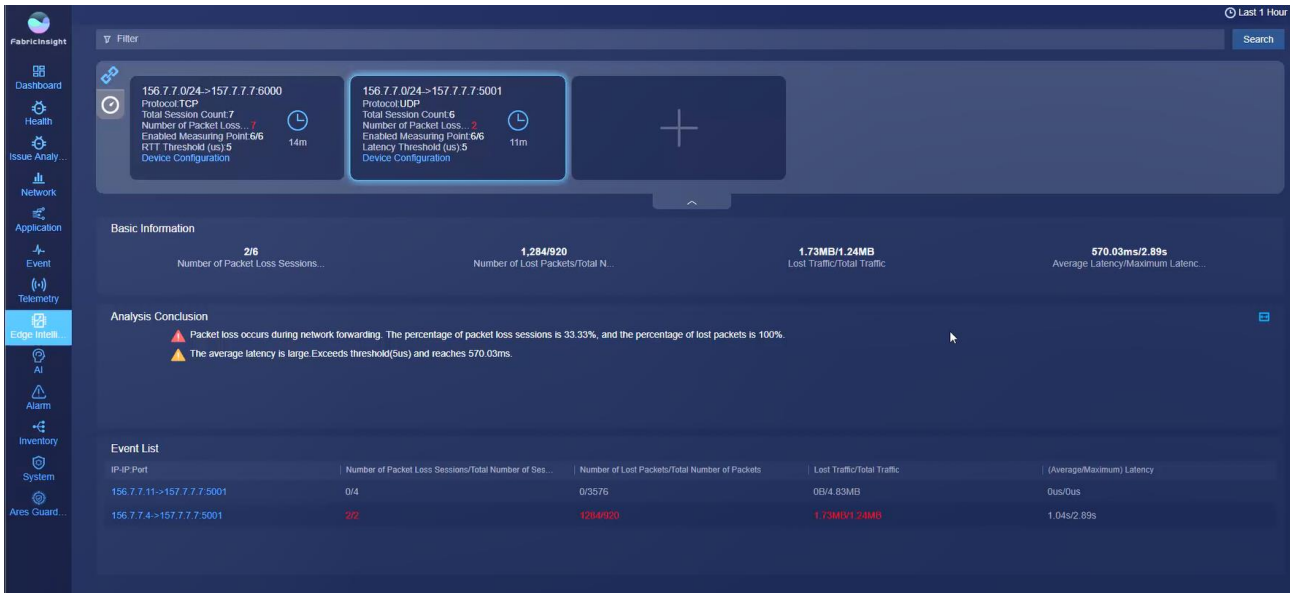 Last 1 Hour
FabricInsight
Filter
Search
Dashboard
Health
Issue Analy...
Network
Application
Event
Telemetry
Edge Intelli...
AI
Alarm
Inventory
System
Ares Guard...
156.7.7.0/24->157.7.7.7:6000
Protocol:TCP
Total Session Count:7
Number of Packet Loss... 7
Enabled Measuring Point:6/6
RTT Threshold (us):5
Device Configuration
14m
156.7.7.0/24->157.7.7.7:5001
Protocol:UDP
Total Session Count:6
Number of Packet Loss... 2
Enabled Measuring Point:6/6
Latency Threshold (us):5
Device Configuration
11m
Basic Information
2/6
Number of Packet Loss Sessions...
1,284/920
Number of Lost Packets/Total N...
1.73MB/1.24MB
Lost Traffic/Total Traffic
570.03ms/2.89s
Average Latency/Maximum Latenc...
Analysis Conclusion
Packet loss occurs during network forwarding. The percentage of packet loss sessions is 33.33%, and the percentage of lost packets is 100%.
The average latency is large.Exceeds threshold(5us) and reaches 570.03ms.
Event List
IP-IP:Port Number of Packet Loss Sessions/Total Number of Ses... Number of Lost Packets/Total Number of Packets Lost Traffic/Total Traffic (Average/Maximum) Latency
156.7.7.11->157.7.7.7:5001 0/4 0/3576 0B/4.83MB 0us/0us
156.7.7.4->157.7.7.7:5001 2/2 1284/920 1.73MB/1.24MB 1.04s/2.89s